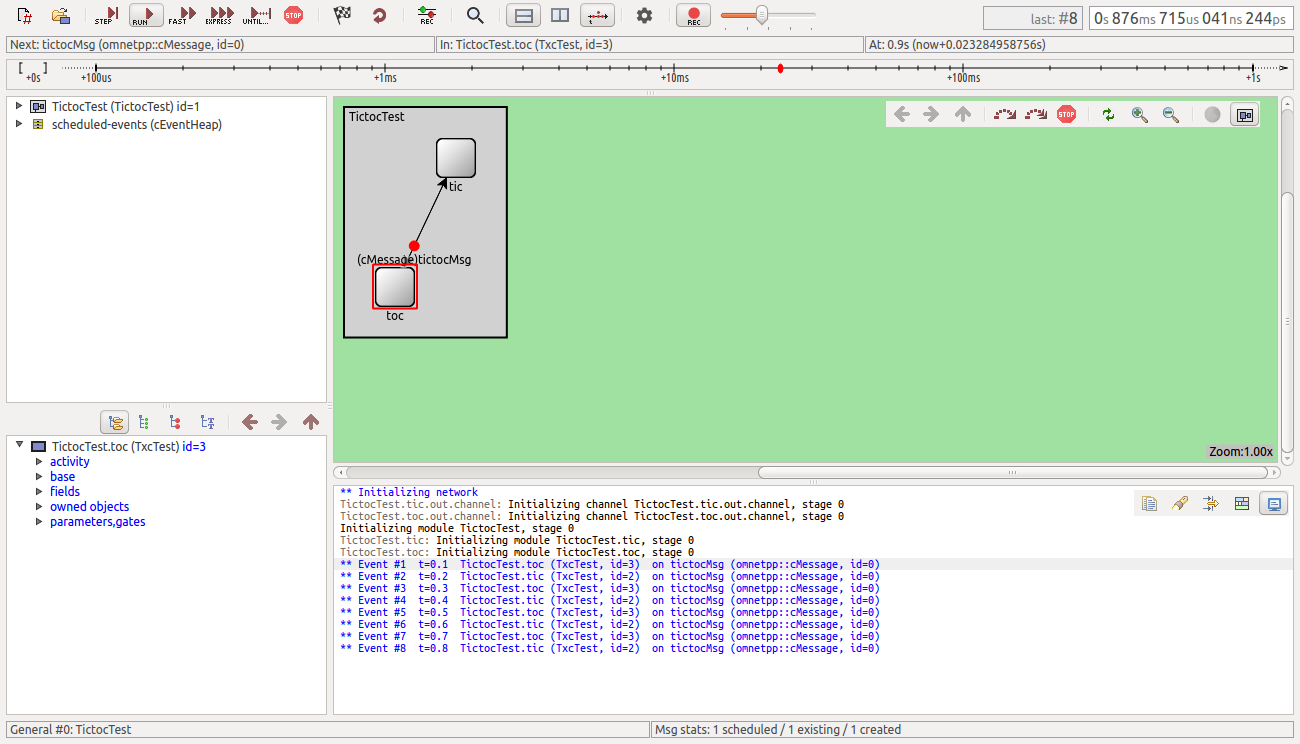 STEP RUN FAST EXPRESS UNTIL... STOP REC REC last: #8 0s 876ms 715us 041ns 244ps
Next: tictocMsg (omnetpp::cMessage, id=0) In: TictocTest.toc (TxcTest, id=3) At: 0.9s (now+0.023284958756s)
[ ]
+0s +100us +1ms +10ms +100ms +1s
TictocTest (TictocTest) id=1
scheduled-events (cEventHeap)
TictocTest
STOP
tic
(cMessage)tictocMsg
toc
Zoom:1.00x
TictocTest.toc (TxcTest) id=3
activity
base
fields
owned objects
parameters,gates
** Initializing network
TictocTest.tic.out.channel: Initializing channel TictocTest.tic.out.channel, stage 0
TictocTest.toc.out.channel: Initializing channel TictocTest.toc.out.channel, stage 0
Initializing module TictocTest, stage 0
TictocTest.tic: Initializing module TictocTest.tic, stage 0
TictocTest.toc: Initializing module TictocTest.toc, stage 0
** Event #1 t=0.1 TictocTest.toc (TxcTest, id=3) on tictocMsg (omnetpp::cMessage, id=0)
** Event #2 t=0.2 TictocTest.tic (TxcTest, id=2) on tictocMsg (omnetpp::cMessage, id=0)
** Event #3 t=0.3 TictocTest.toc (TxcTest, id=3) on tictocMsg (omnetpp::cMessage, id=0)
** Event #4 t=0.4 TictocTest.tic (TxcTest, id=2) on tictocMsg (omnetpp::cMessage, id=0)
** Event #5 t=0.5 TictocTest.toc (TxcTest, id=3) on tictocMsg (omnetpp::cMessage, id=0)
** Event #6 t=0.6 TictocTest.tic (TxcTest, id=2) on tictocMsg (omnetpp::cMessage, id=0)
** Event #7 t=0.7 TictocTest.toc (TxcTest, id=3) on tictocMsg (omnetpp::cMessage, id=0)
** Event #8 t=0.8 TictocTest.tic (TxcTest, id=2) on tictocMsg (omnetpp::cMessage, id=0)
General #0: TictocTest Msg stats: 1 scheduled / 1 existing / 1 created